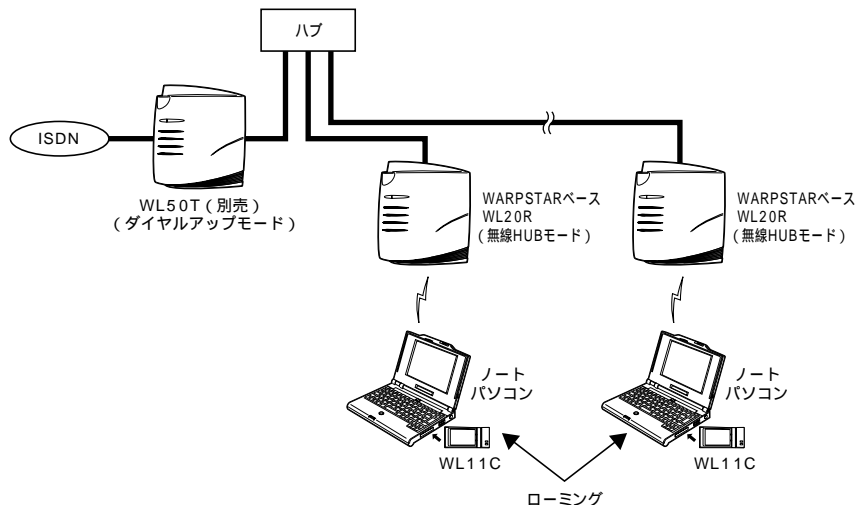 ハブ
ISDN
WL50T(別売)
(ダイヤルアップモード)
WARPSTARベース
WL20R
(無線HUBモード)
WARPSTARベース
WL20R
(無線HUBモード)
ノート
パソコン
WL11C
ノート
パソコン
WL11C
ローミング